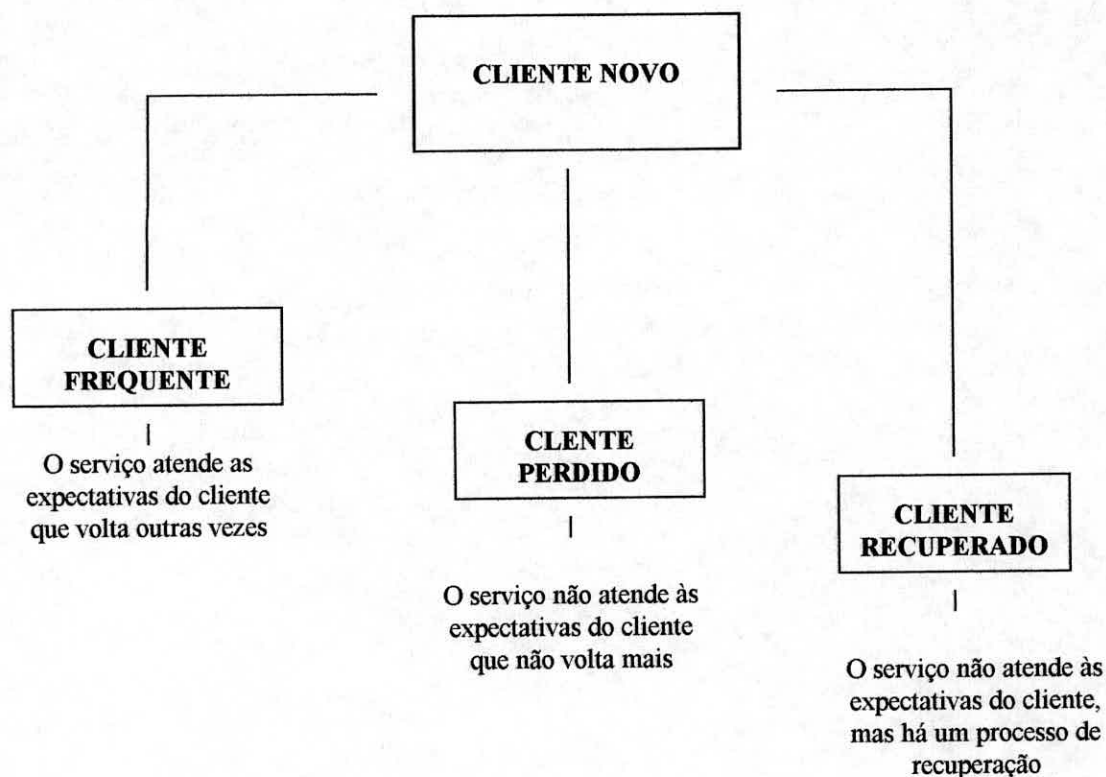 CLIENTE NOVO
CLIENTE
FREQUENTE
O serviço atende as
expectativas do cliente
que volta outras vezes
CLENTE
PERDIDO
O serviço não atende às
expectativas do cliente
que não volta mais
CLIENTE
RECUPERADO
O serviço não atende às
expectativas do cliente,
mas há um processo de
recuperação